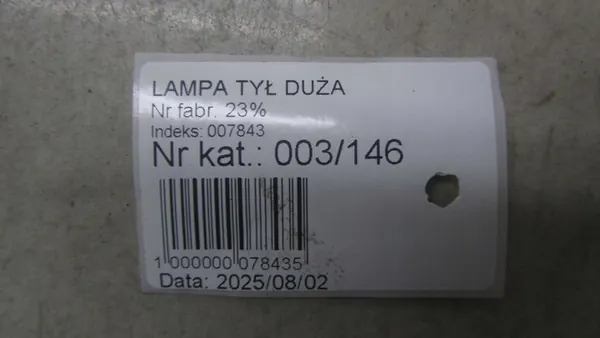 LAMPA TYŁ DUŻA
Nr fabr. 23%
Indeks: 007843
Nr kat.: 003/146
1 000000 078435
Data: 2025/08/02